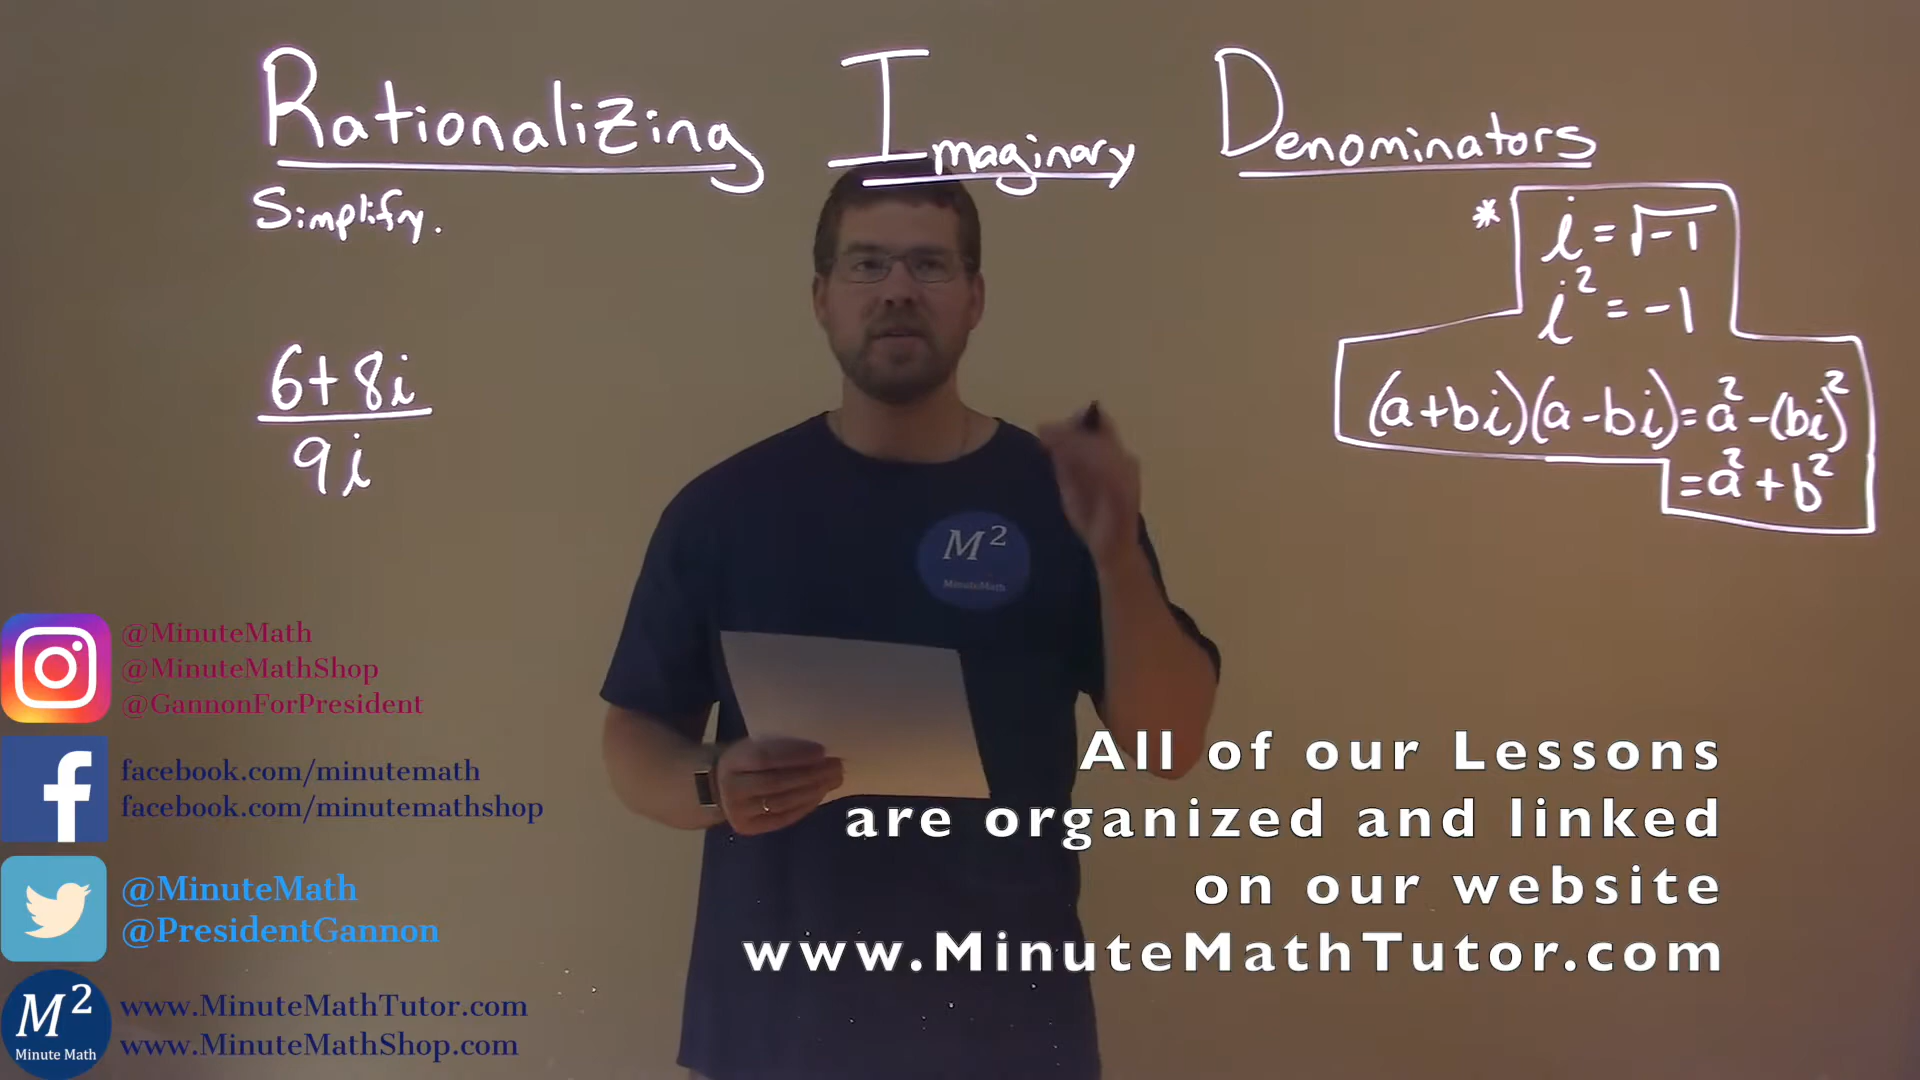 Rationalizing Imaginary Denominators
Simplify.
6+8i
9i
* i = √-1
i² = -1
(a+bi)(a-bi)=a²-(bi)²
=a²+b²
M²
MinuteMath
@MinuteMath
@MinuteMathShop
@GannonForPresident
facebook.com/minutemath
facebook.com/minutemathshop
@MinuteMath
@PresidentGannon
M²
Minute Math
www.MinuteMathTutor.com
www.MinuteMathShop.com
All of our Lessons
are organized and linked
on our website
www.MinuteMathTutor.com